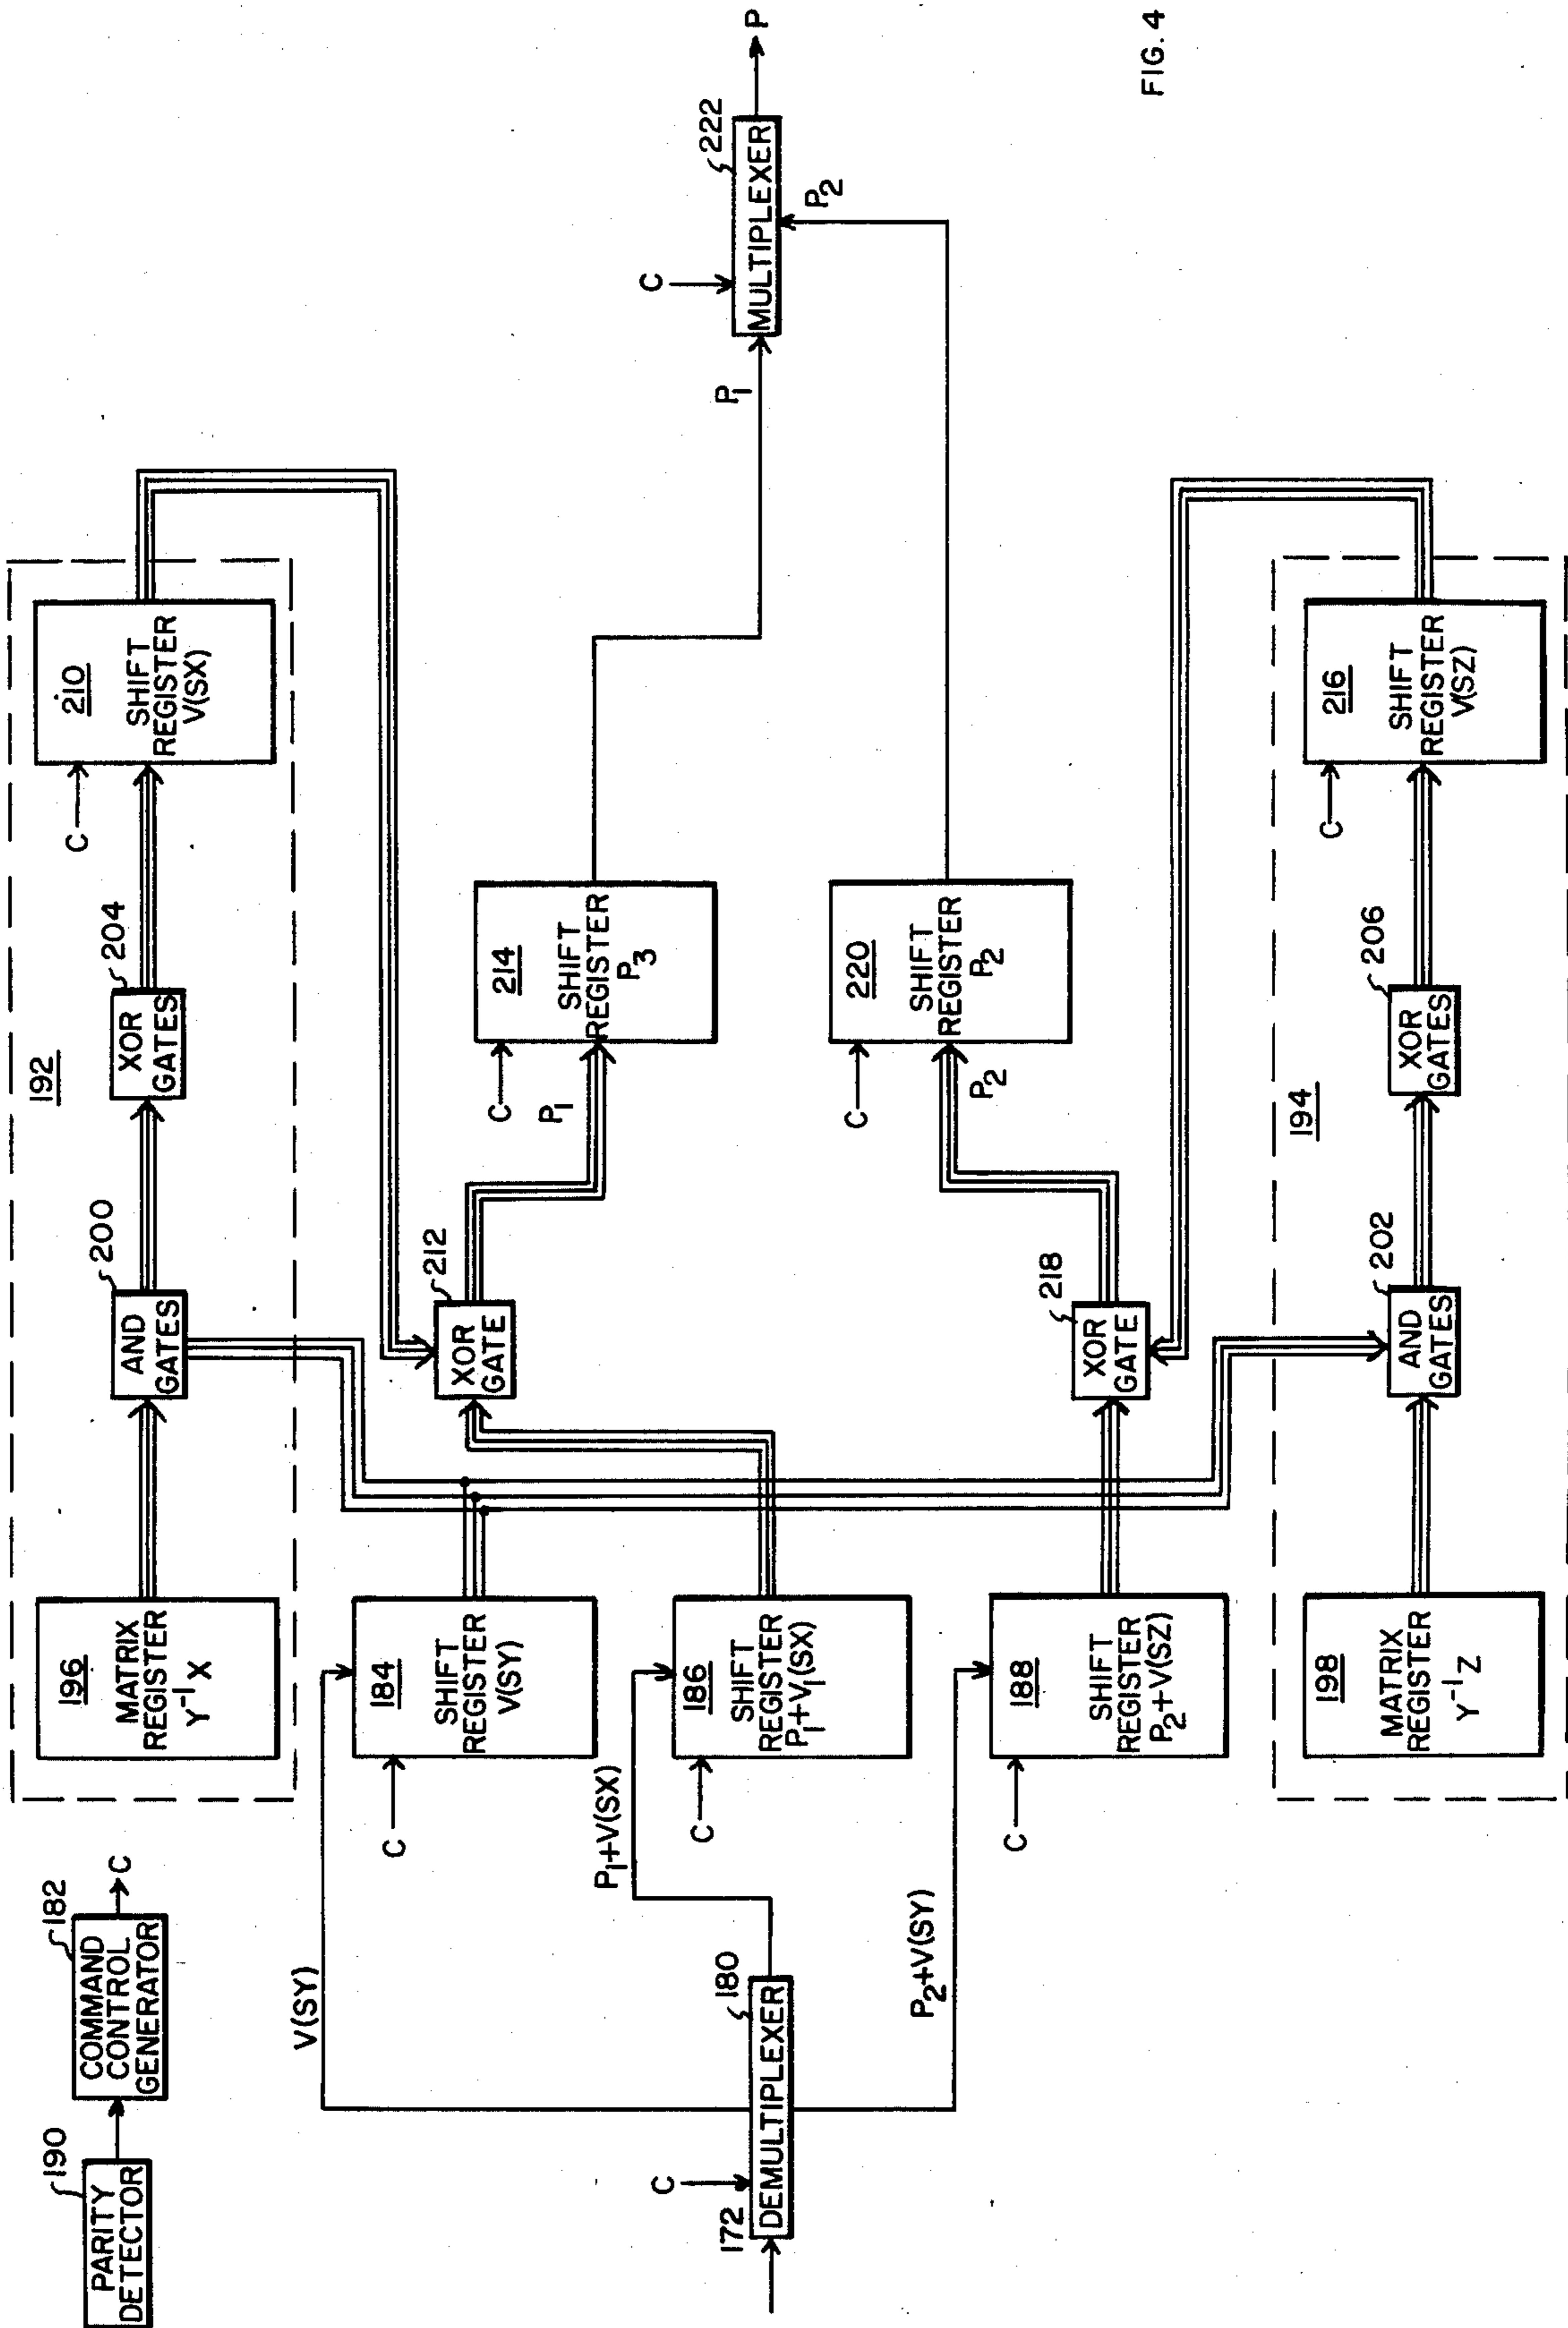 190
PARITY
DETECTOR
182
COMMAND
CONTROL
GENERATOR
C
192
196
MATRIX
REGISTER
Y⁻¹X
200
AND
GATES
204
XOR
GATES
C
210
SHIFT
REGISTER
V(SX)
V(SY)
C
184
SHIFT
REGISTER
V(SY)
P₁+V(SX)
C
186
SHIFT
REGISTER
P₁+V₁(SX)
212
XOR
GATE
P₁
C
214
SHIFT
REGISTER
P₃
P₁
C
172
DEMULTIPLEXER
180
P₂+V(SY)
C
188
SHIFT
REGISTER
P₂+V(SZ)
218
XOR
GATE
P₂
C
220
SHIFT
REGISTER
P₂
C
MULTIPLEXER
222
P₂
P
194
198
MATRIX
REGISTER
Y⁻¹Z
202
AND
GATES
206
XOR
GATES
C
216
SHIFT
REGISTER
V(SZ)
FIG. 4